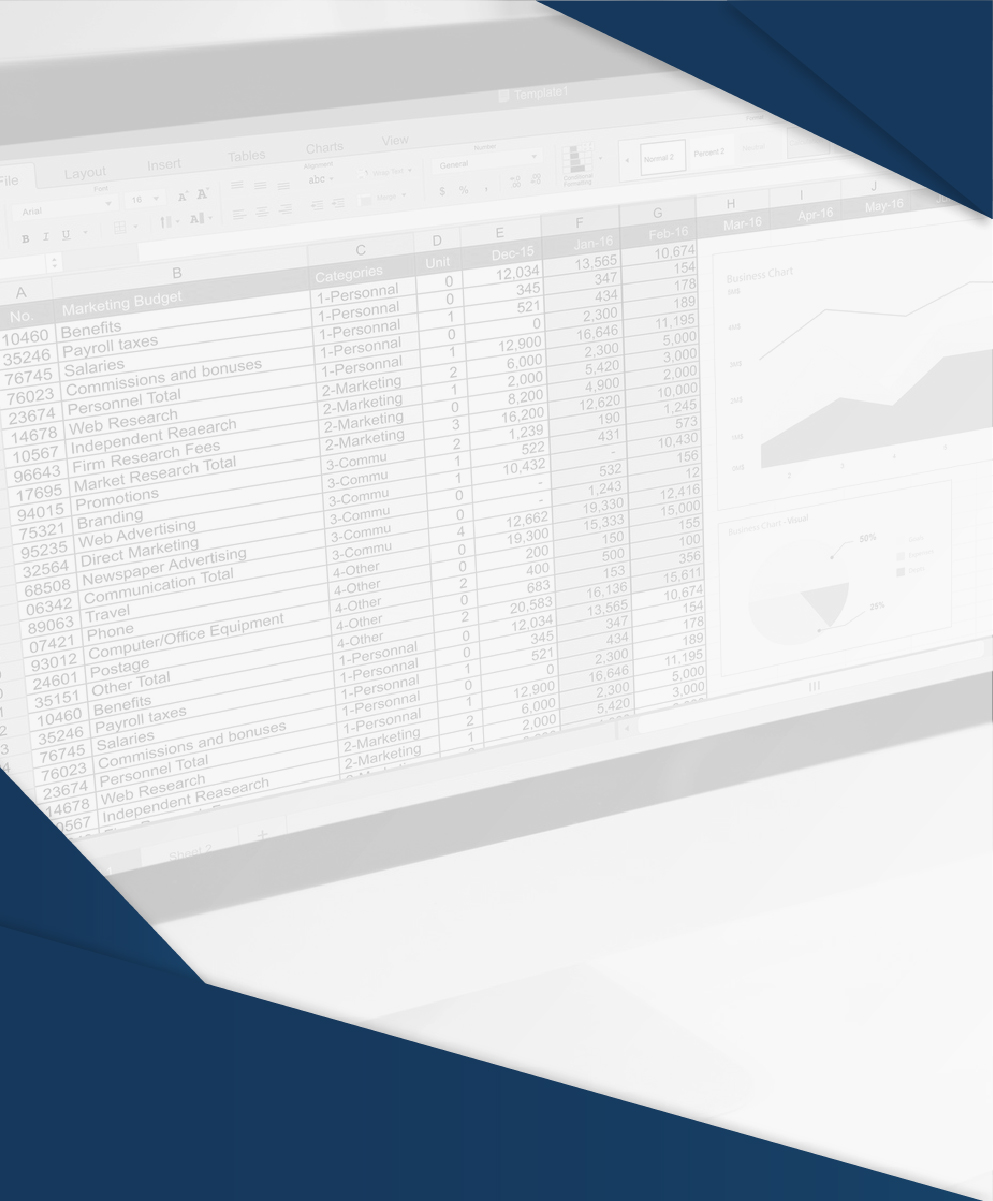 Template1
File Layout Insert Tables Charts View
Font Alignment Number
Arial 16 A A abc Wrap Text General Conditional Formatting Normal 2 Percent 2
B I U Merge $ % ,
A B C D E F G H I J
No. Marketing Budget Categories Unit Dec-15 Jan-16 Feb-16 Mar-16 Apr-16 May-16
10460 Benefits 1-Personnal 0 12,034 13,565 10,674
35246 Payroll taxes 1-Personnal 0 345 347 154
76745 Salaries 1-Personnal 1 521 434 178
76023 Commissions and bonuses 1-Personnal 0 0 2,300 189
23674 Personnel Total 1-Personnal 1 12,900 16,646 11,195
14678 Web Research 2-Marketing 2 6,000 2,300 5,000
10567 Independent Reaearch 2-Marketing 1 2,000 5,420 3,000
96643 Firm Research Fees 2-Marketing 0 8,200 4,900 2,000
17695 Market Research Total 2-Marketing 3 16,200 12,620 10,000
94015 Promotions 3-Commu 2 1,239 190 1,245
75321 Branding 3-Commu 1 522 431 573
95235 Web Advertising 3-Commu 1 10,432 - 10,430
32564 Direct Marketing 3-Commu 0 - 532 156
68508 Newspaper Advertising 3-Commu 0 - 1,243 12
06342 Communication Total 3-Commu 4 12,662 19,330 12,416
89063 Travel 4-Other 0 19,300 15,333 15,000
07421 Phone 4-Other 200 150 155
93012 Computer/Office Equipment 4-Other 2 400 500 100
24601 Postage 4-Other 0 683 153 356
35151 Other Total 4-Other 2 20,583 16,136 15,611
10460 Benefits 1-Personnal 0 12,034 13,565 10,674
35246 Payroll taxes 1-Personnal 0 345 347 154
76745 Salaries 1-Personnal 1 521 434 178
76023 Commissions and bonuses 1-Personnal 0 0 2,300 189
23674 Personnel Total 1-Personnal 1 12,900 16,646 11,195
14678 Web Research 2-Marketing 2 6,000 2,300 5,000
0567 Independent Reasearch 2-Marketing 1 2,000 5,420 3,000
Business Chart
Business Chart - Visual
50%
28%
Sheet 2 +